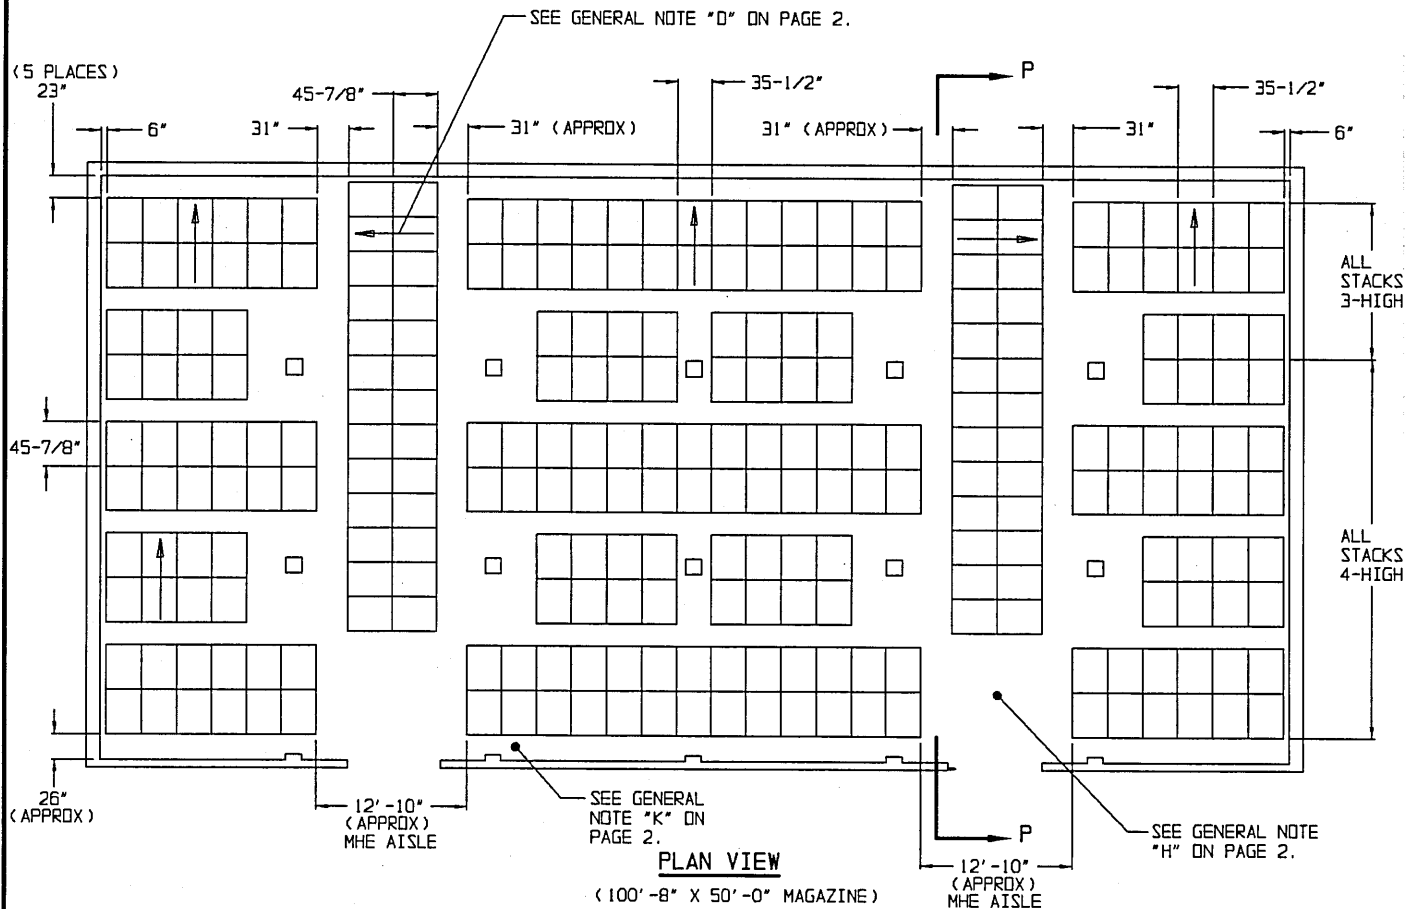 SEE GENERAL NOTE "D" ON PAGE 2.
(5 PLACES)
23"
45-7/8"
35-1/2"
P
35-1/2"
6"
31"
31" (APPROX)
31" (APPROX)
31"
6"
ALL
STACKS
3-HIGH
45-7/8"
ALL
STACKS
4-HIGH
26"
(APPROX)
12'-10"
(APPROX)
MHE AISLE
SEE GENERAL
NOTE "K" ON
PAGE 2.
P
SEE GENERAL NOTE
"H" ON PAGE 2.
PLAN VIEW
(100'-8" X 50'-0" MAGAZINE)
12'-10"
(APPROX)
MHE AISLE